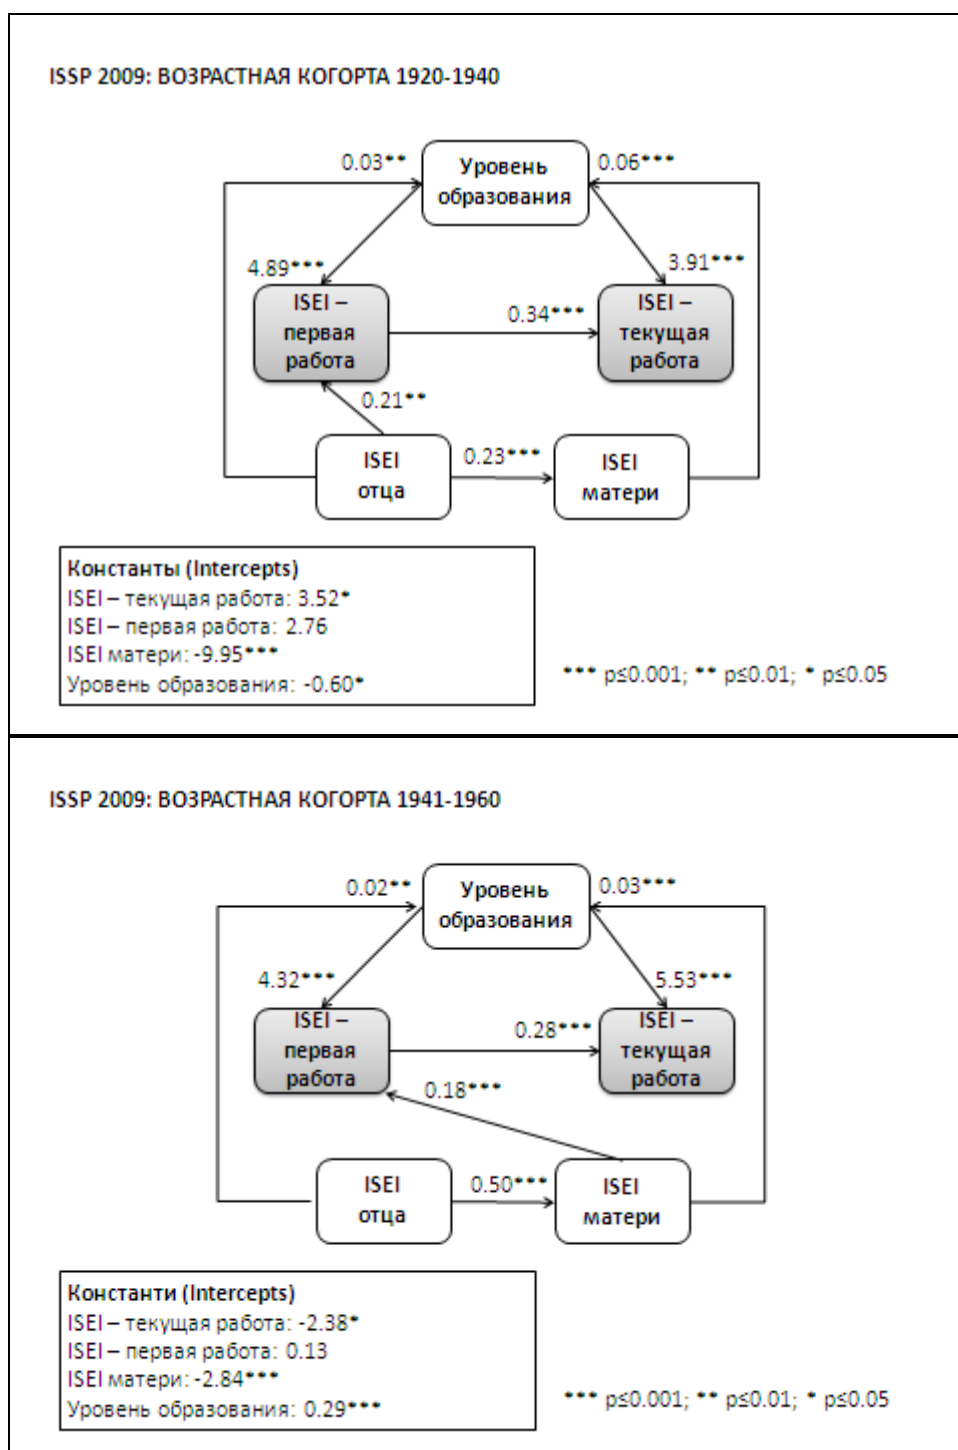 ISSP 2009: ВОЗРАСТНАЯ КОГОРТА 1920-1940
0.03**
Уровень
образования
0.06***
4.89***
3.91***
ISEI –
первая
работа
0.34***
ISEI –
текущая
работа
0.21**
ISEI
отца
0.23***
ISEI
матери
Константы (Intercepts)
ISEI – текущая работа: 3.52*
ISEI – первая работа: 2.76
ISEI матери: -9.95***
Уровень образования: -0.60*
*** p≤0.001; ** p≤0.01; * p≤0.05
ISSP 2009: ВОЗРАСТНАЯ КОГОРТА 1941-1960
0.02**
Уровень
образования
0.03***
4.32***
5.53***
ISEI –
первая
работа
0.28***
ISEI –
текущая
работа
0.18***
ISEI
отца
0.50***
ISEI
матери
Константи (Intercepts)
ISEI – текущая работа: -2.38*
ISEI – первая работа: 0.13
ISEI матери: -2.84***
Уровень образования: 0.29***
*** p≤0.001; ** p≤0.01; * p≤0.05